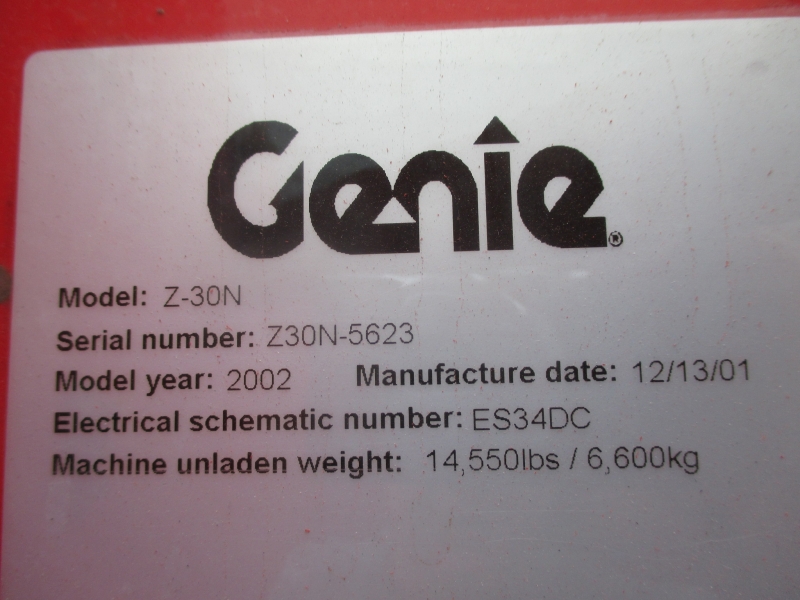 Genie®
Model: Z-30N
Serial number: Z30N-5623
Model year: 2002 Manufacture date: 12/13/01
Electrical schematic number: ES34DC
Machine unladen weight: 14,550lbs / 6,600kg